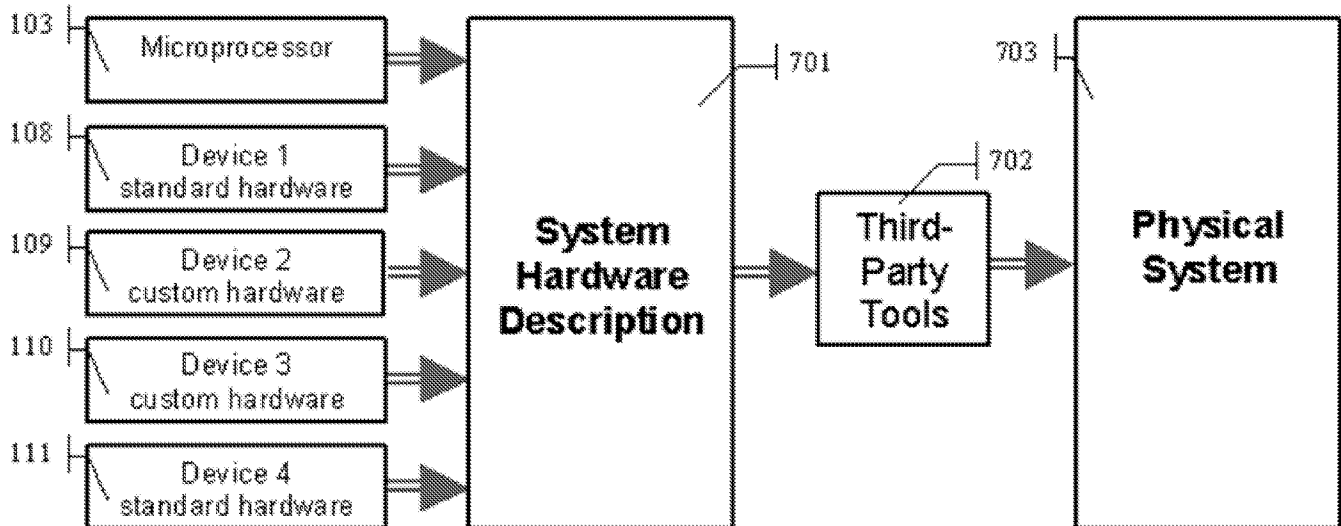 103
Microprocessor
108
Device 1
standard hardware
109
Device 2
custom hardware
110
Device 3
custom hardware
111
Device 4
standard hardware
701
System
Hardware
Description
702
Third-
Party
Tools
703
Physical
System